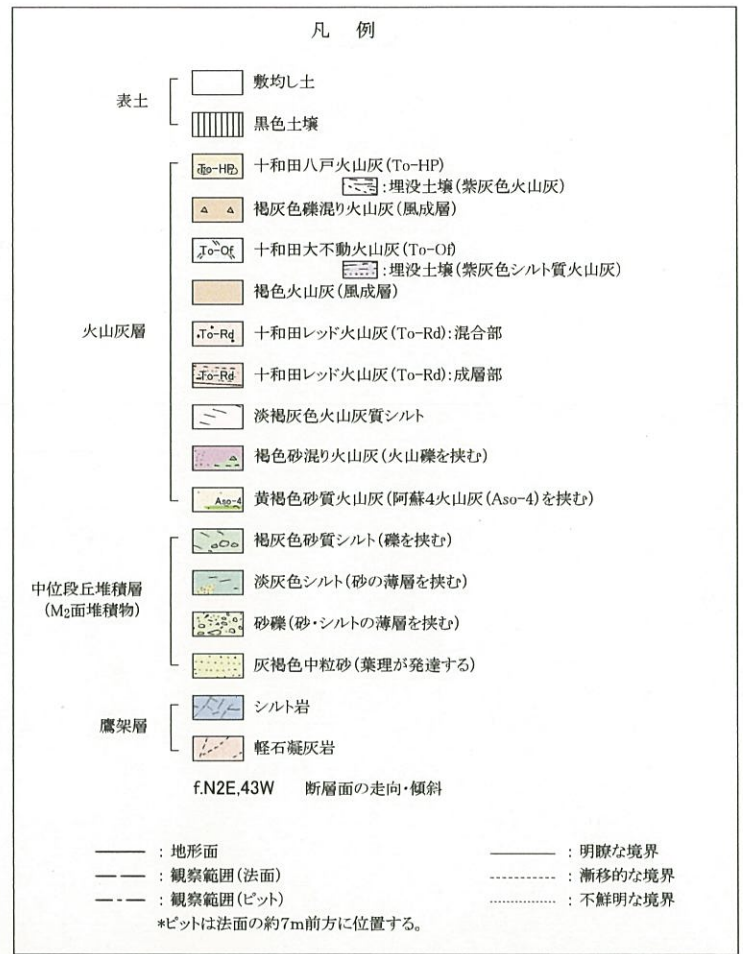 凡 例
表土
敷均し土
黒色土壌
火山灰層
To-HP
十和田八戸火山灰(To-HP)
:埋没土壌(紫灰色火山灰)
褐灰色礫混り火山灰(風成層)
To-Of
十和田大不動火山灰(To-Of)
:埋没土壌(紫灰色シルト質火山灰)
褐色火山灰(風成層)
To-Rd
十和田レッド火山灰(To-Rd):混合部
To-Rd
十和田レッド火山灰(To-Rd):成層部
淡褐灰色火山灰質シルト
褐色砂混り火山灰(火山礫を挟む)
Aso-4
黄褐色砂質火山灰(阿蘇4火山灰(Aso-4)を挟む)
中位段丘堆積層
(M₂面堆積物)
褐灰色砂質シルト(礫を挟む)
淡灰色シルト(砂の薄層を挟む)
砂礫(砂・シルトの薄層を挟む)
灰褐色中粒砂(葉理が発達する)
鷹架層
シルト岩
軽石凝灰岩
f.N2E,43W 断層面の走向・傾斜
:地形面
:観察範囲(法面)
:観察範囲(ピット)
*ピットは法面の約7m前方に位置する。
:明瞭な境界
:漸移的な境界
:不鮮明な境界